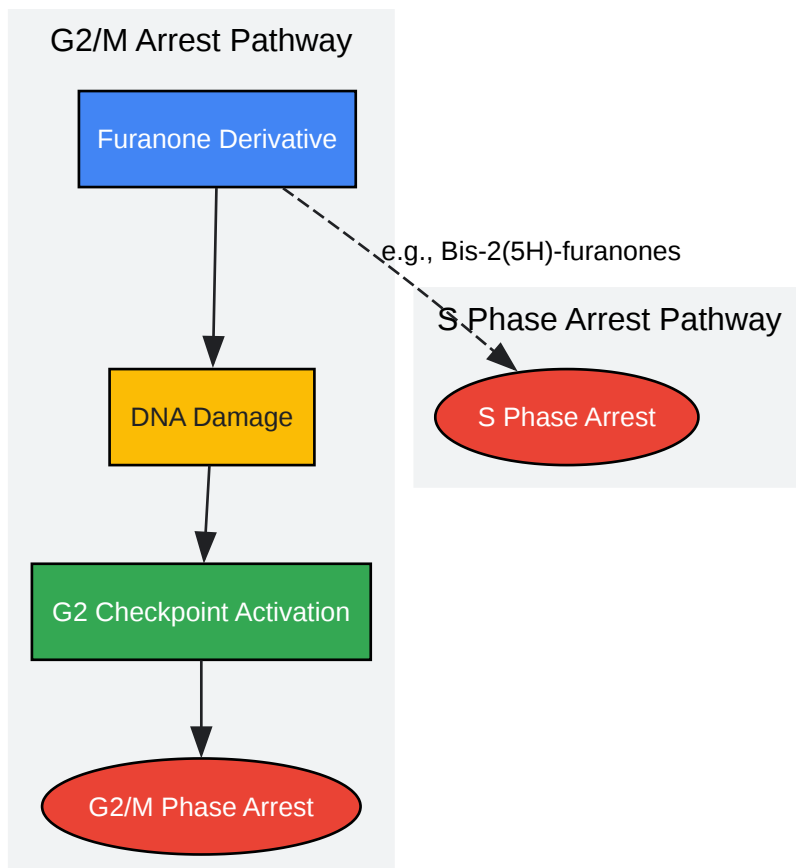 G2/M Arrest Pathway
Furanone Derivative
e.g., Bis-2(5H)-furanones
S Phase Arrest Pathway
DNA Damage
S Phase Arrest
G2 Checkpoint Activation
G2/M Phase Arrest